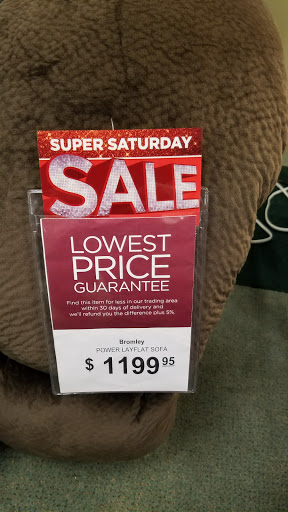 SUPER SATURDAY
SALE
LOWEST
PRICE
GUARANTEE
Find this item for less in our trading area
within 30 days of delivery and
we'll refund you the difference plus 5%.
Bromley
POWER LAYFLAT SOFA
$ 1199 95